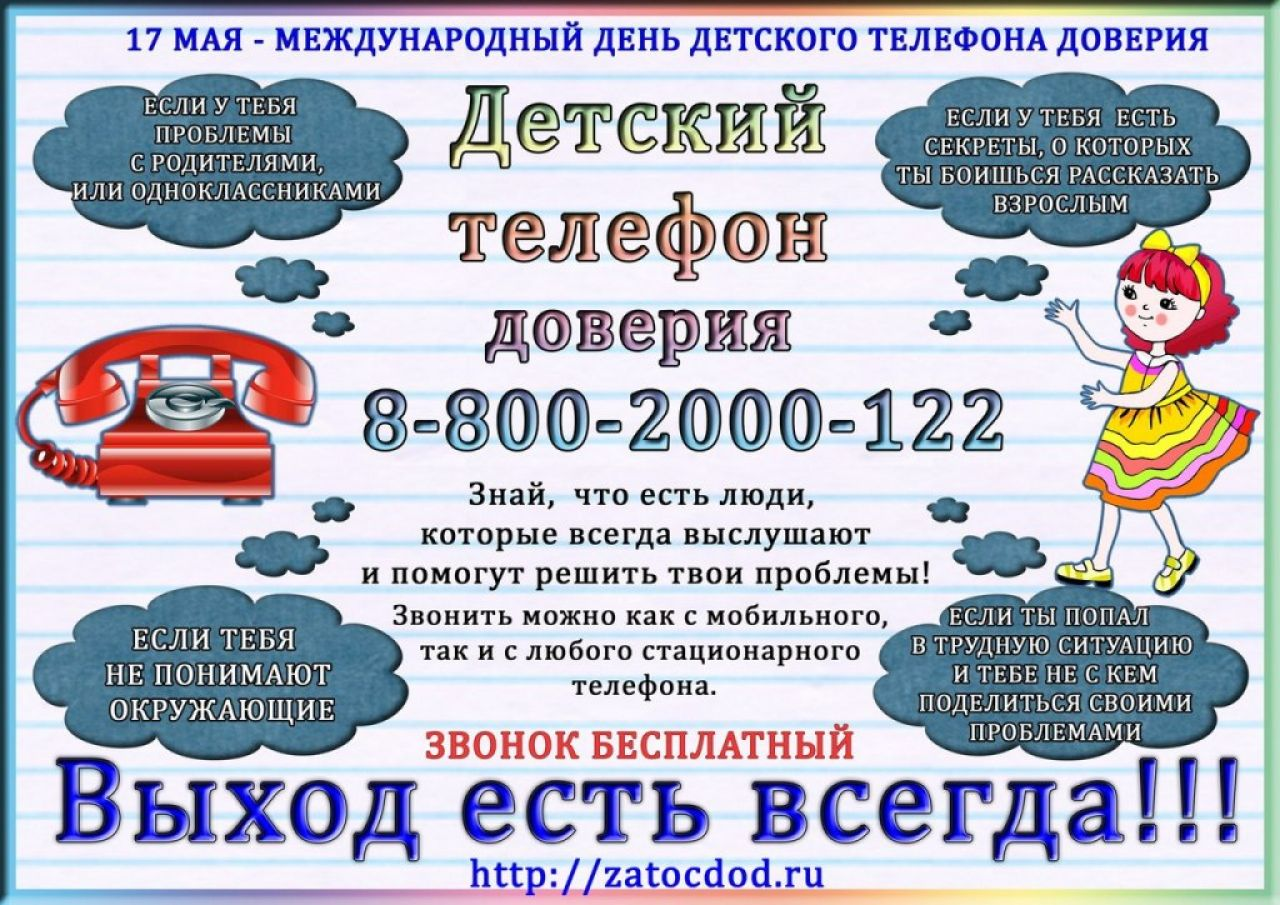 17 МАЯ - МЕЖДУНАРОДНЫЙ ДЕНЬ ДЕТСКОГО ТЕЛЕФОНА ДОВЕРИЯ
ЕСЛИ У ТЕБЯ
ПРОБЛЕМЫ
С РОДИТЕЛЯМИ,
ИЛИ ОДНОКЛАССНИКАМИ
Детский
телефон
доверия
8-800-2000-122
ЕСЛИ У ТЕБЯ ЕСТЬ
СЕКРЕТЫ, О КОТОРЫХ
ТЫ БОИШЬСЯ РАССКАЗАТЬ
ВЗРОСЛЫМ
Знай, что есть люди,
которые всегда выслушают
и помогут решить твои проблемы!
Звонить можно как с мобильного,
так и с любого стационарного
телефона.
ЕСЛИ ТЕБЯ
НЕ ПОНИМАЮТ
ОКРУЖАЮЩИЕ
ЕСЛИ ТЫ ПОПАЛ
В ТРУДНУЮ СИТУАЦИЮ
И ТЕБЕ НЕ С КЕМ
ПОДЕЛИТЬСЯ СВОИМИ
ПРОБЛЕМАМИ
ЗВОНОК БЕСПЛАТНЫЙ
Выход есть всегда!!!
http://zatocdod.ru